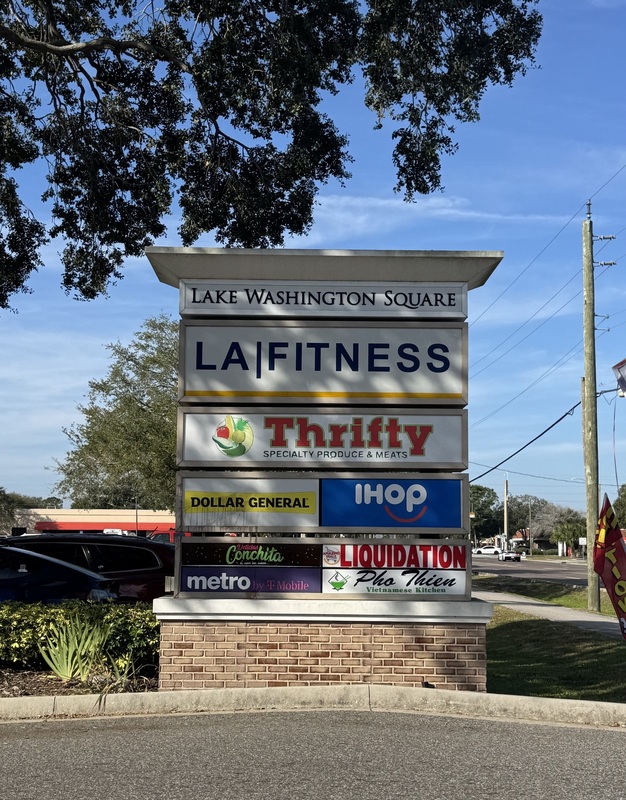 LAKE WASHINGTON SQUARE
LA|FITNESS
Thrifty
SPECIALTY PRODUCE & MEATS
DOLLAR GENERAL
IHOP
Conchita
LIQUIDATION
metro by T-Mobile
Pho Thien
Vietnamese Kitchen